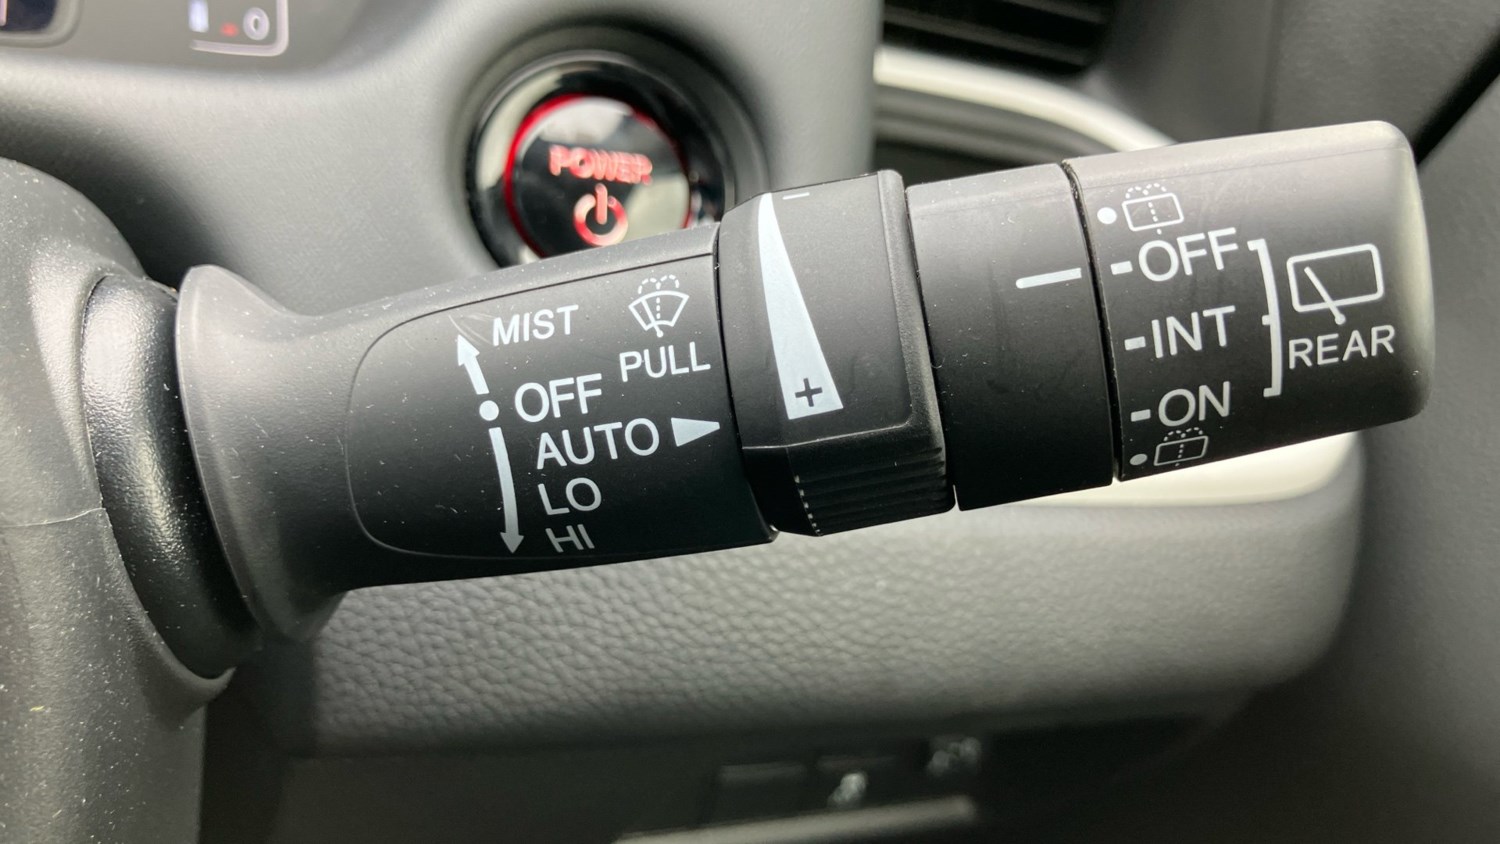 POWER
MIST
PULL
OFF
AUTO
LO
HI
−
+
OFF
INT
ON
REAR